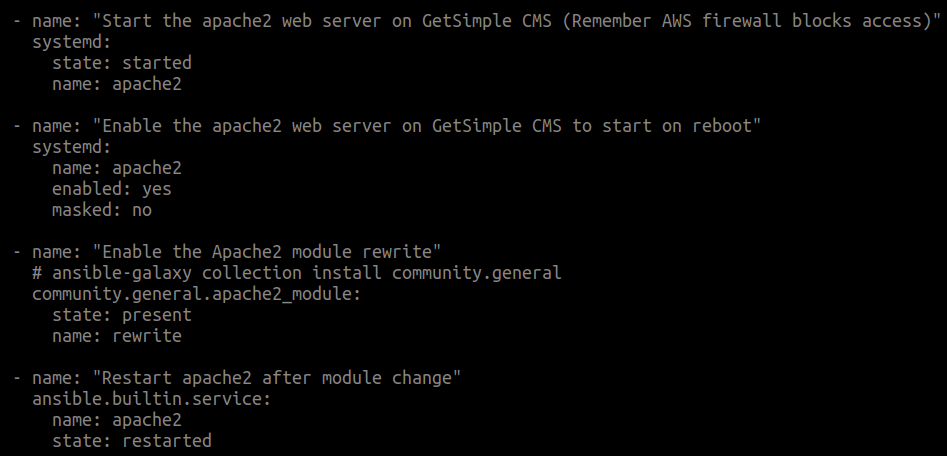 - name: "Start the apache2 web server on GetSimple CMS (Remember AWS firewall blocks access)"
  systemd:
    state: started
    name: apache2

- name: "Enable the apache2 web server on GetSimple CMS to start on reboot"
  systemd:
    name: apache2
    enabled: yes
    masked: no

- name: "Enable the Apache2 module rewrite"
  # ansible-galaxy collection install community.general
  community.general.apache2_module:
    state: present
    name: rewrite

- name: "Restart apache2 after module change"
  ansible.builtin.service:
    name: apache2
    state: restarted